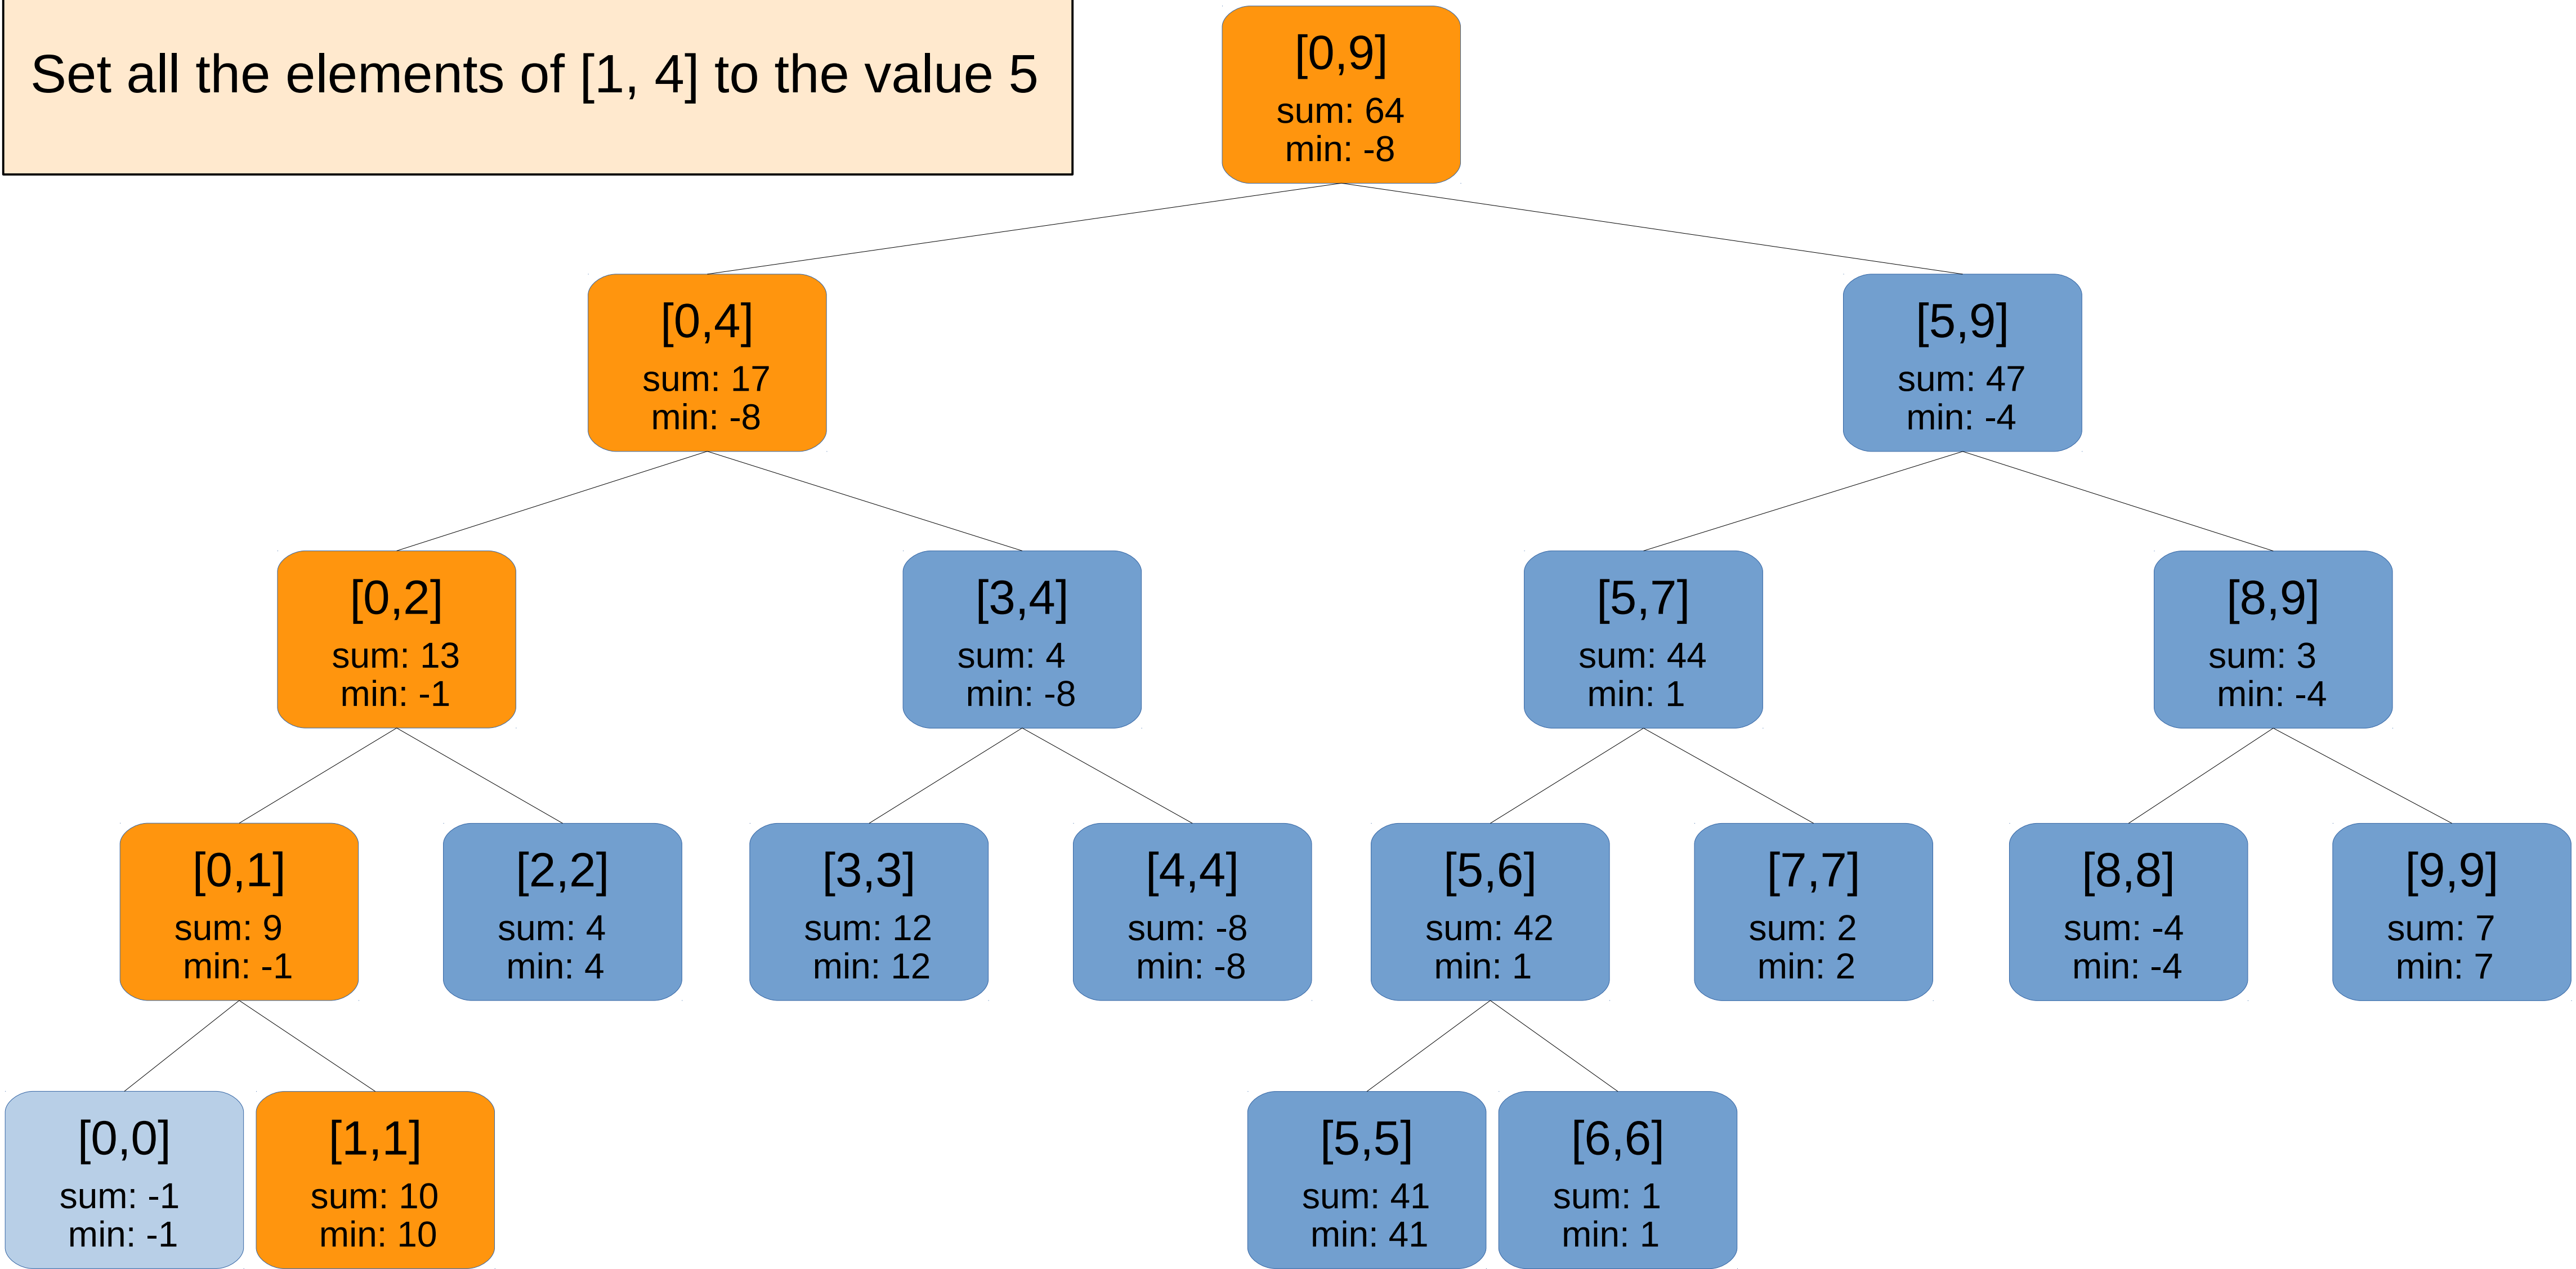 Set all the elements of [1, 4] to the value 5
[0,9]
sum: 64
min: -8
[0,4]
sum: 17
min: -8
[5,9]
sum: 47
min: -4
[0,2]
sum: 13
min: -1
[3,4]
sum: 4
min: -8
[5,7]
sum: 44
min: 1
[8,9]
sum: 3
min: -4
[0,1]
sum: 9
min: -1
[2,2]
sum: 4
min: 4
[3,3]
sum: 12
min: 12
[4,4]
sum: -8
min: -8
[5,6]
sum: 42
min: 1
[7,7]
sum: 2
min: 2
[8,8]
sum: -4
min: -4
[9,9]
sum: 7
min: 7
[0,0]
sum: -1
min: -1
[1,1]
sum: 10
min: 10
[5,5]
sum: 41
min: 41
[6,6]
sum: 1
min: 1